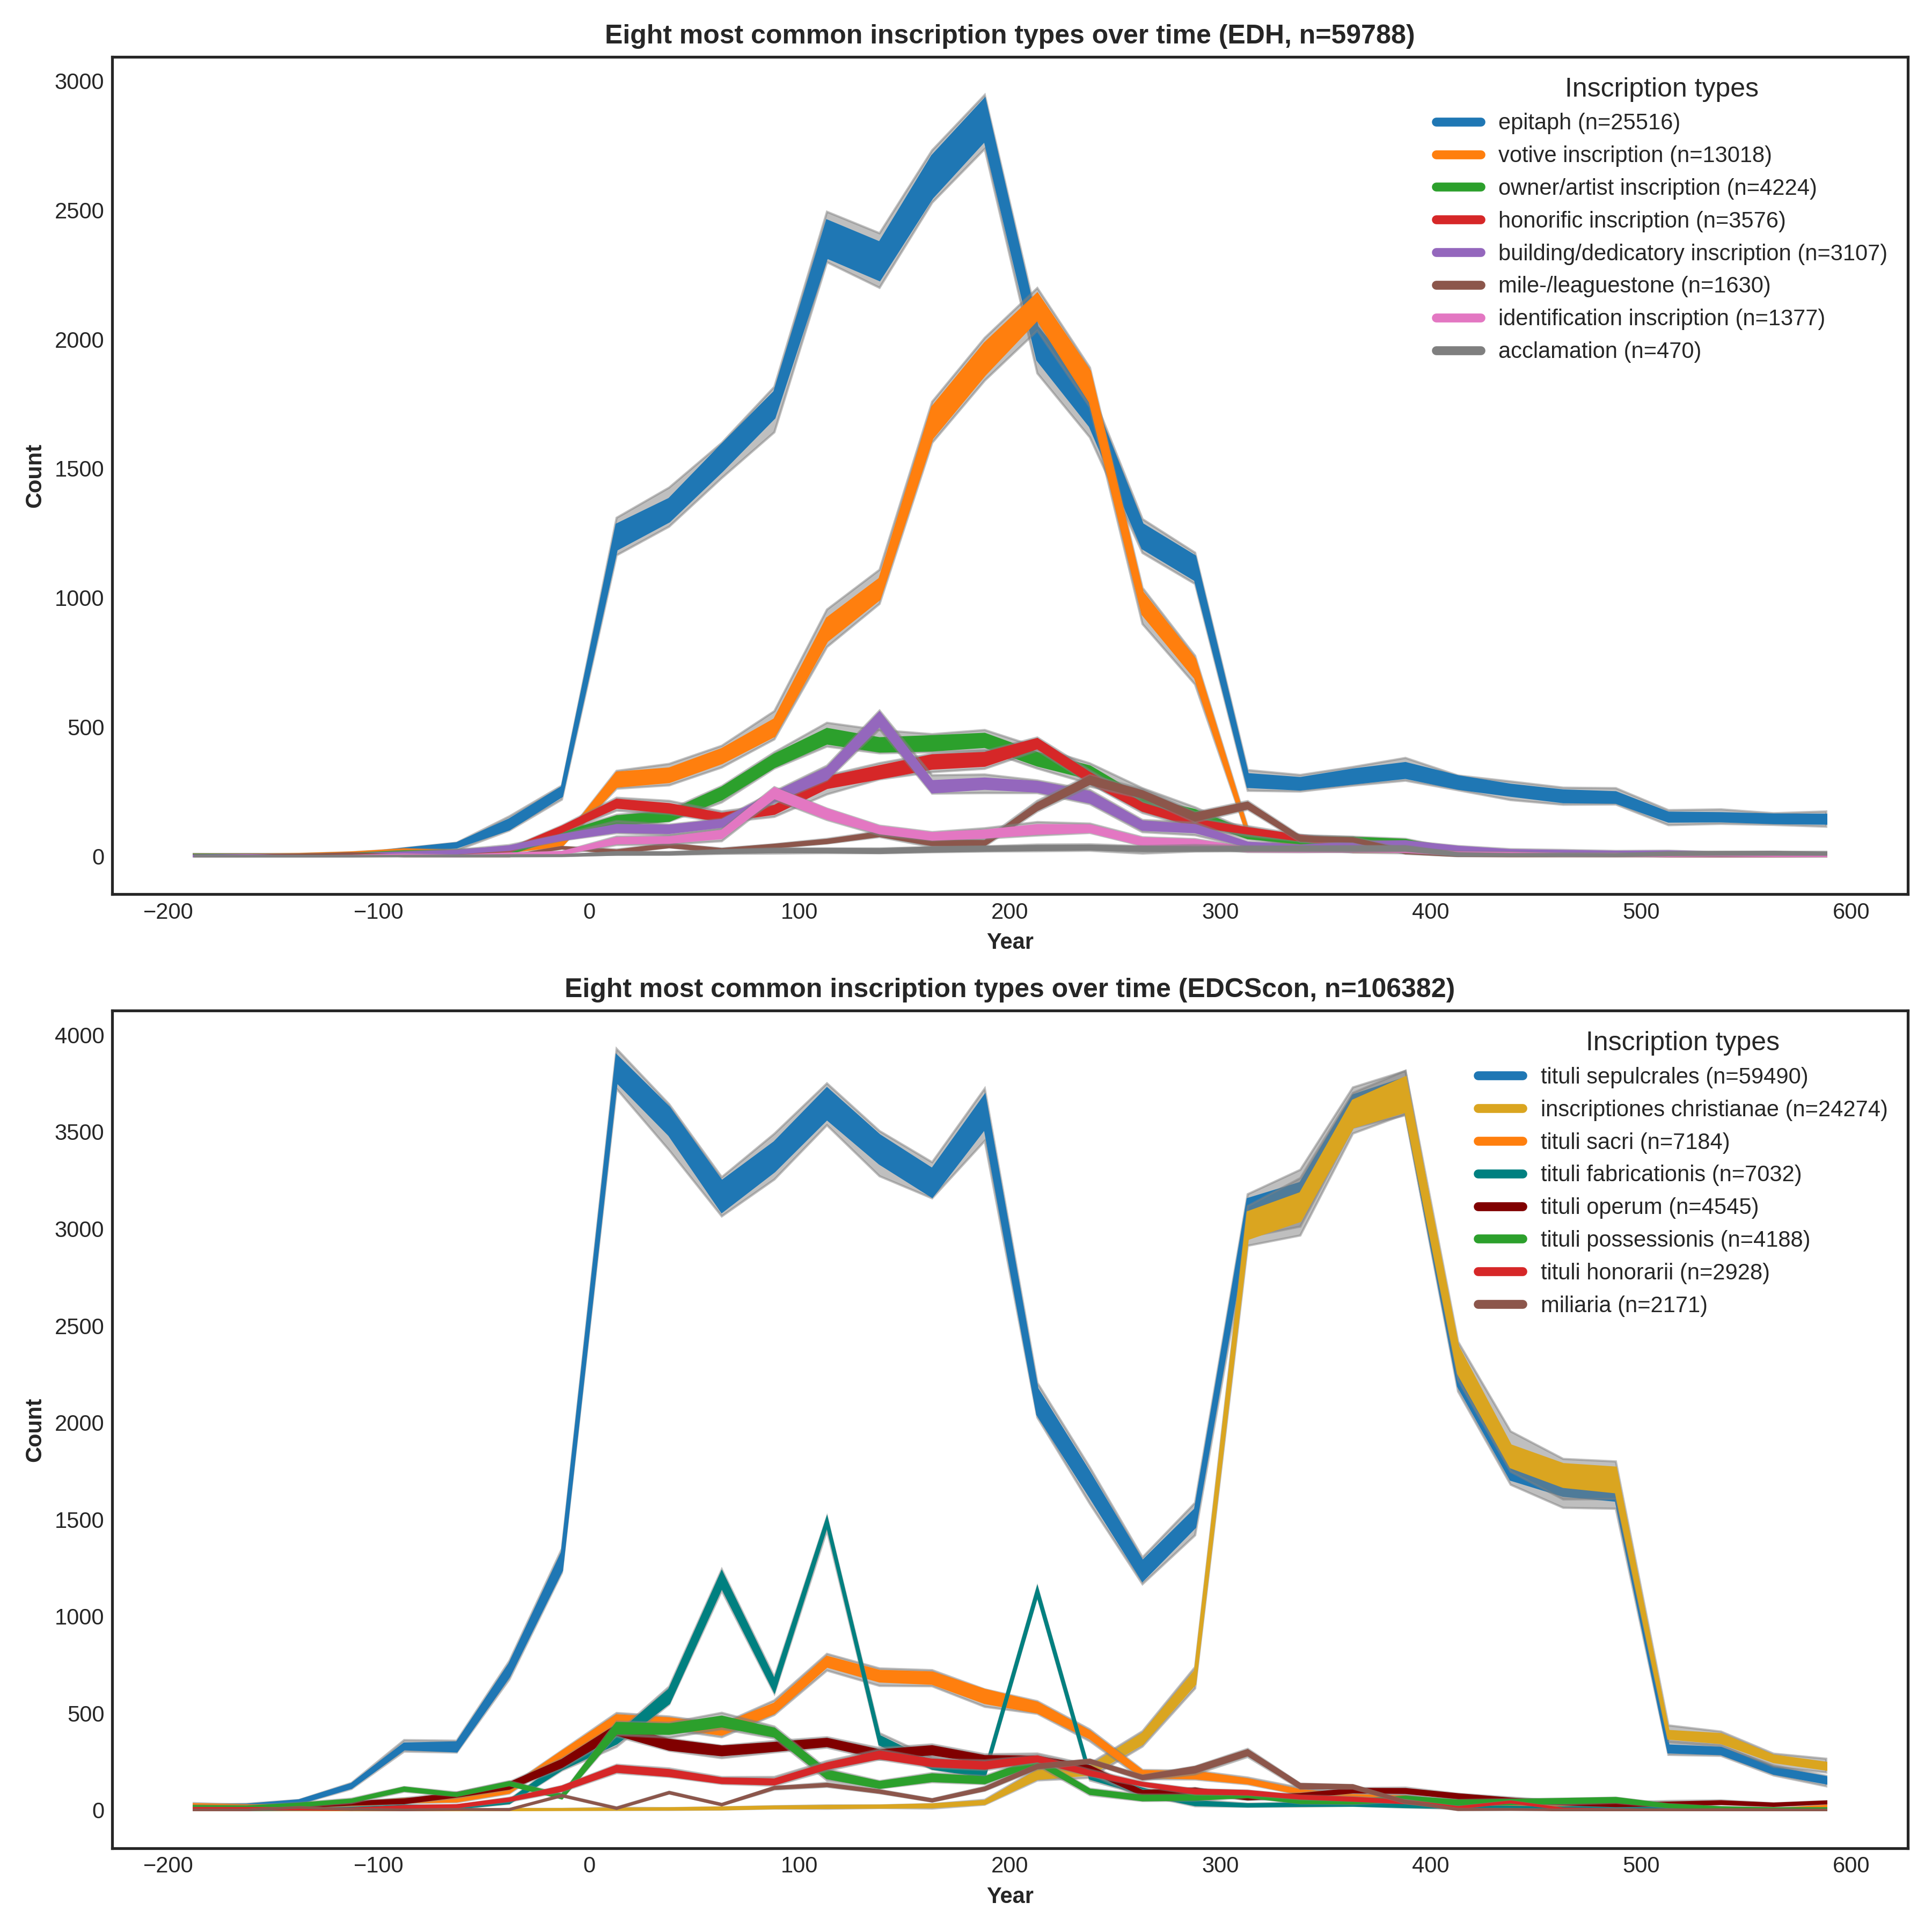 Eight most common inscription types over time (EDH, n=59788)
3000
2500
2000
1500
1000
500
0
Count
Inscription types
epitaph (n=25516)
votive inscription (n=13018)
owner/artist inscription (n=4224)
honorific inscription (n=3576)
building/dedicatory inscription (n=3107)
mile-/leaguestone (n=1630)
identification inscription (n=1377)
acclamation (n=470)
−200 −100 0 100 200 300 400 500 600
Year
Eight most common inscription types over time (EDCScon, n=106382)
4000
3500
3000
2500
2000
1500
1000
500
0
Count
Inscription types
tituli sepulcrales (n=59490)
inscriptiones christianae (n=24274)
tituli sacri (n=7184)
tituli fabricationis (n=7032)
tituli operum (n=4545)
tituli possessionis (n=4188)
tituli honorarii (n=2928)
miliaria (n=2171)
−200 −100 0 100 200 300 400 500 600
Year